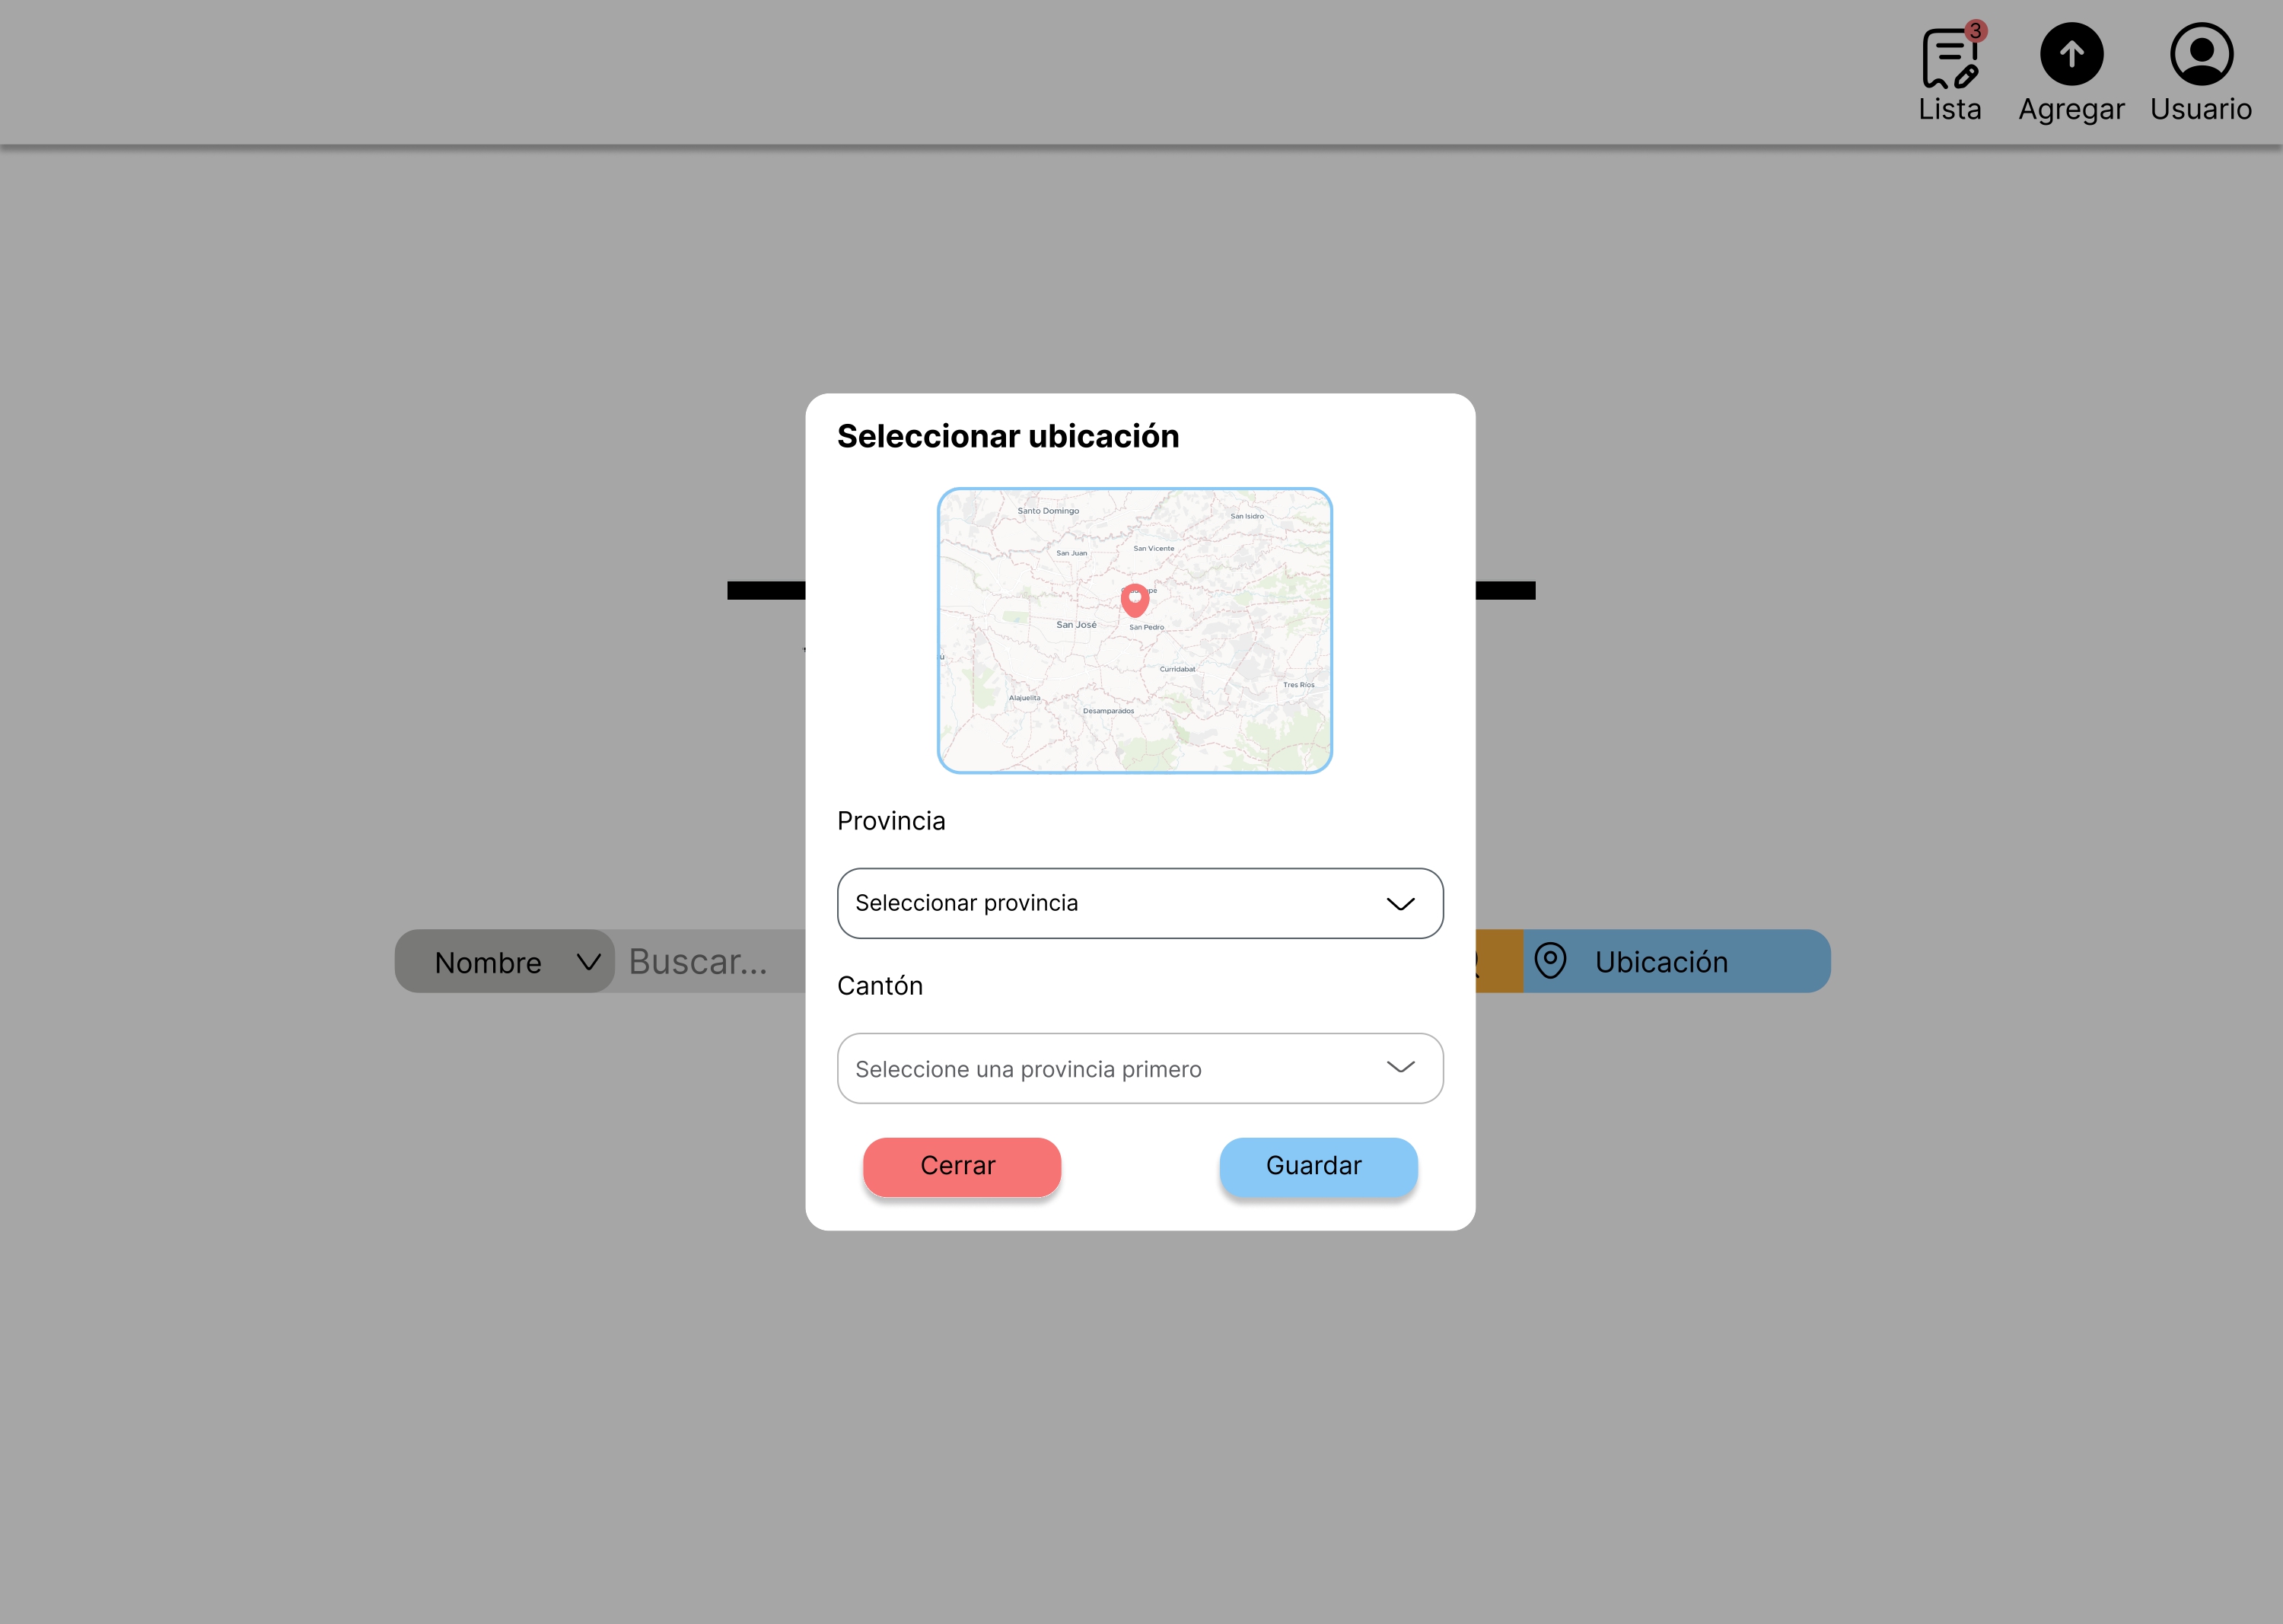 3
Lista
Agregar
Usuario
Seleccionar ubicación
Santo Domingo
San Isidro
San Juan
San Vicente
San José
San Pedro
Curridabat
Tres Ríos
Alajuelita
Desamparados
Provincia
Seleccionar provincia
Nombre
Buscar...
Ubicación
Cantón
Seleccione una provincia primero
Cerrar
Guardar